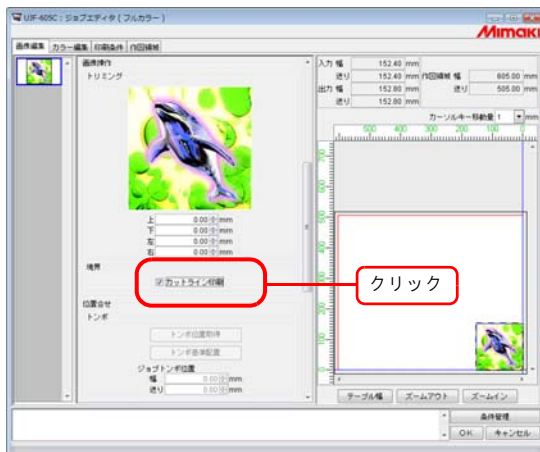 UJF-605C : ジョブエディタ ( フルカラー )
Mimaki
画像編集 カラー編集 印刷条件 作図領域
画像操作
トリミング
上 0.00 mm
下 0.00 mm
左 0.00 mm
右 0.00 mm
境界
カットライン印刷
クリック
位置合せ
トンボ
トンボ位置取得
トンボ基準配置
ジョブトンボ位置
幅 0.00 mm
送り 0.00 mm
入力 幅 152.40 mm
送り 152.40 mm 作図領域 幅 605.00 mm
出力 幅 152.80 mm 送り 505.00 mm
送り 152.80 mm
カーソルキー移動量 1 mm
500 400 300 200 100 0
テーブル幅 ズームアウト ズームイン
条件管理
OK キャンセル